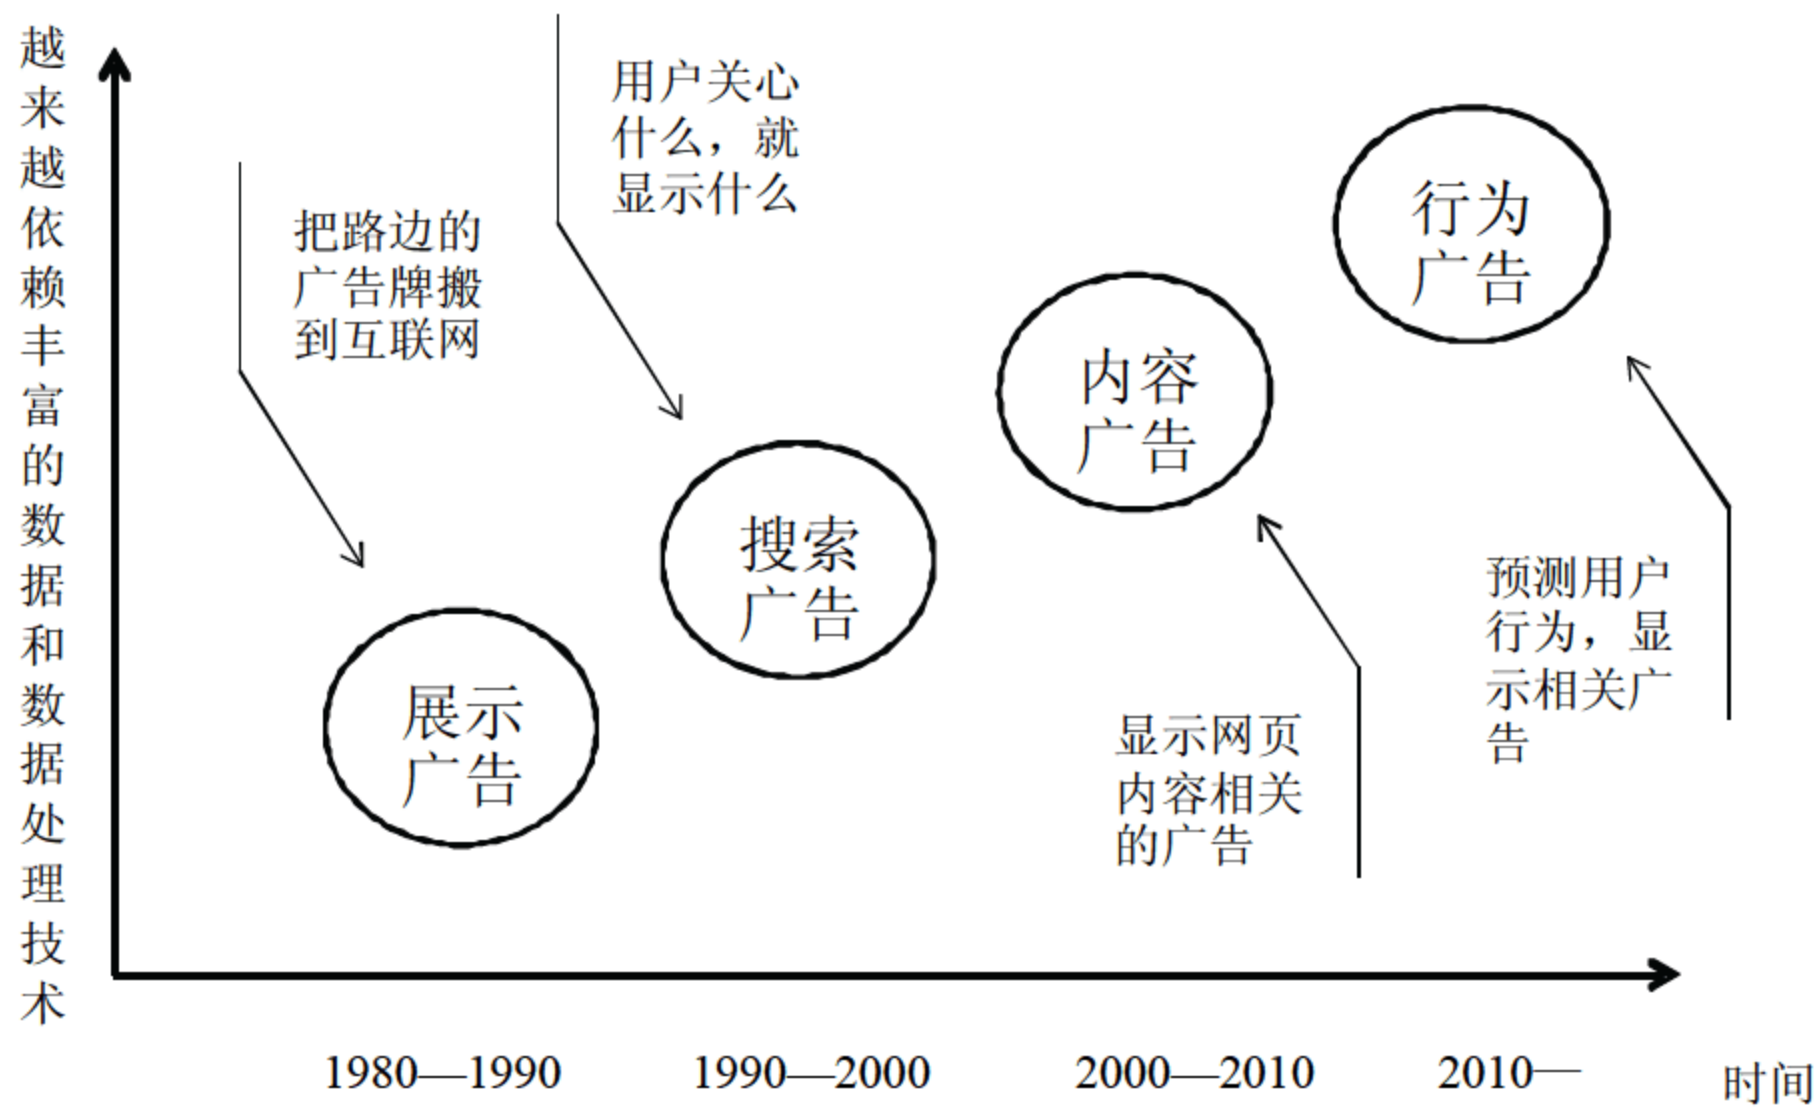 越来越依赖丰富的数据和数据处理技术
用户关心
什么，就
显示什么
把路边的
广告牌搬
到互联网
行为
广告
内容
广告
搜索
广告
展示
广告
预测用户
行为，显
示相关广
告
显示网页
内容相关
的广告
1980—1990
1990—2000
2000—2010
2010—
时间